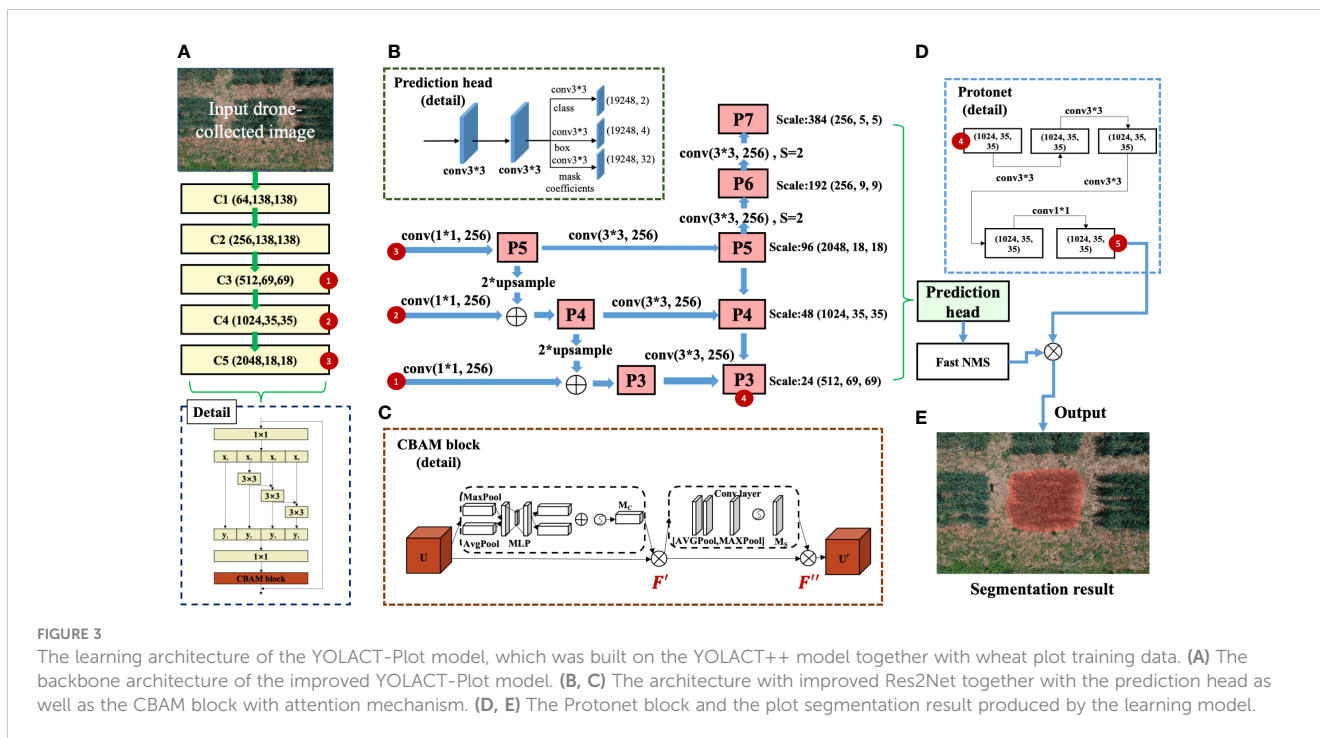 A
Input drone-
collected image
C1 (64,138,138)
C2 (256,138,138)
C3 (512,69,69)
1
C4 (1024,35,35)
2
C5 (2048,18,18)
3
Detail
1×1
3×3
3×3
3×3
1×1
CBAM block
B
Prediction head
(detail)
conv3*3
conv3*3
conv3*3
class
(19248, 2)
conv3*3
box
(19248, 4)
conv3*3
mask
coefficients
(19248, 32)
P7
Scale:384 (256, 5, 5)
conv(3*3, 256) , S=2
P6
Scale:192 (256, 9, 9)
conv(3*3, 256) , S=2
3
conv(1*1, 256)
P5
conv(3*3, 256)
P5
Scale:96 (2048, 18, 18)
2*upsample
2
conv(1*1, 256)
P4
conv(3*3, 256)
P4
Scale:48 (1024, 35, 35)
2*upsample
1
conv(1*1, 256)
P3
conv(3*3, 256)
P3
4
Scale:24 (512, 69, 69)
C
CBAM block
(detail)
U
MaxPool
AvgPool
MLP
M_C
F'
Conv layer
[AVGPool,MAXPool]
M_S
F''
U'
D
Protonet
(detail)
4
(1024, 35,
35)
(1024, 35,
35)
(1024, 35,
35)
conv3*3
conv3*3
conv3*3
conv1*1
(1024, 35,
35)
(1024, 35,
35)
5
Prediction
head
Fast NMS
Output
E
Segmentation result
FIGURE 3
The learning architecture of the YOLACT-Plot model, which was built on the YOLACT++ model together with wheat plot training data. (A) The
backbone architecture of the improved YOLACT-Plot model. (B, C) The architecture with improved Res2Net together with the prediction head as
well as the CBAM block with attention mechanism. (D, E) The Protonet block and the plot segmentation result produced by the learning model.